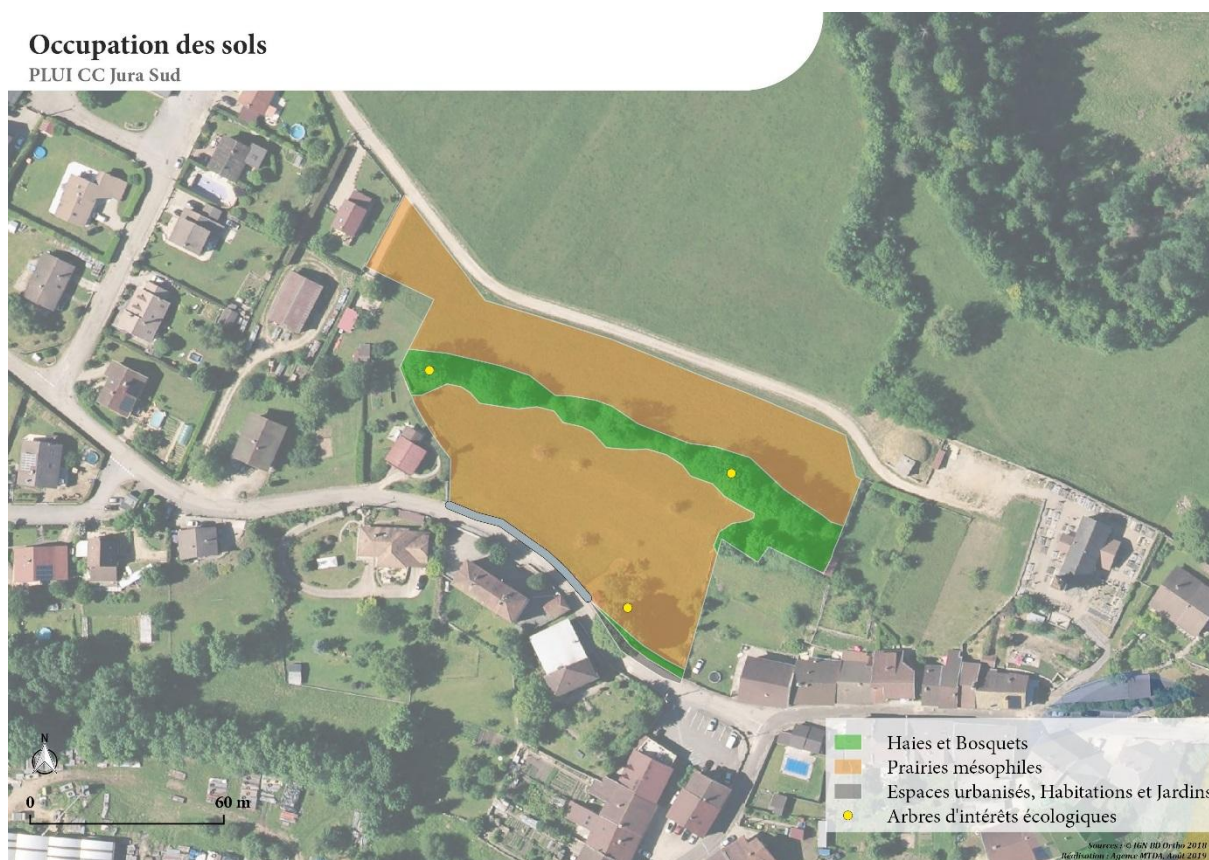 Occupation des sols
PLUI CC Jura Sud
N
0 60 m
Haies et Bosquets
Prairies mésophiles
Espaces urbanisés, Habitations et Jardins
Arbres d'intérêts écologiques
Sources : © IGN BD Ortho 2018
Réalisation : Agence MTDA, Août 2019